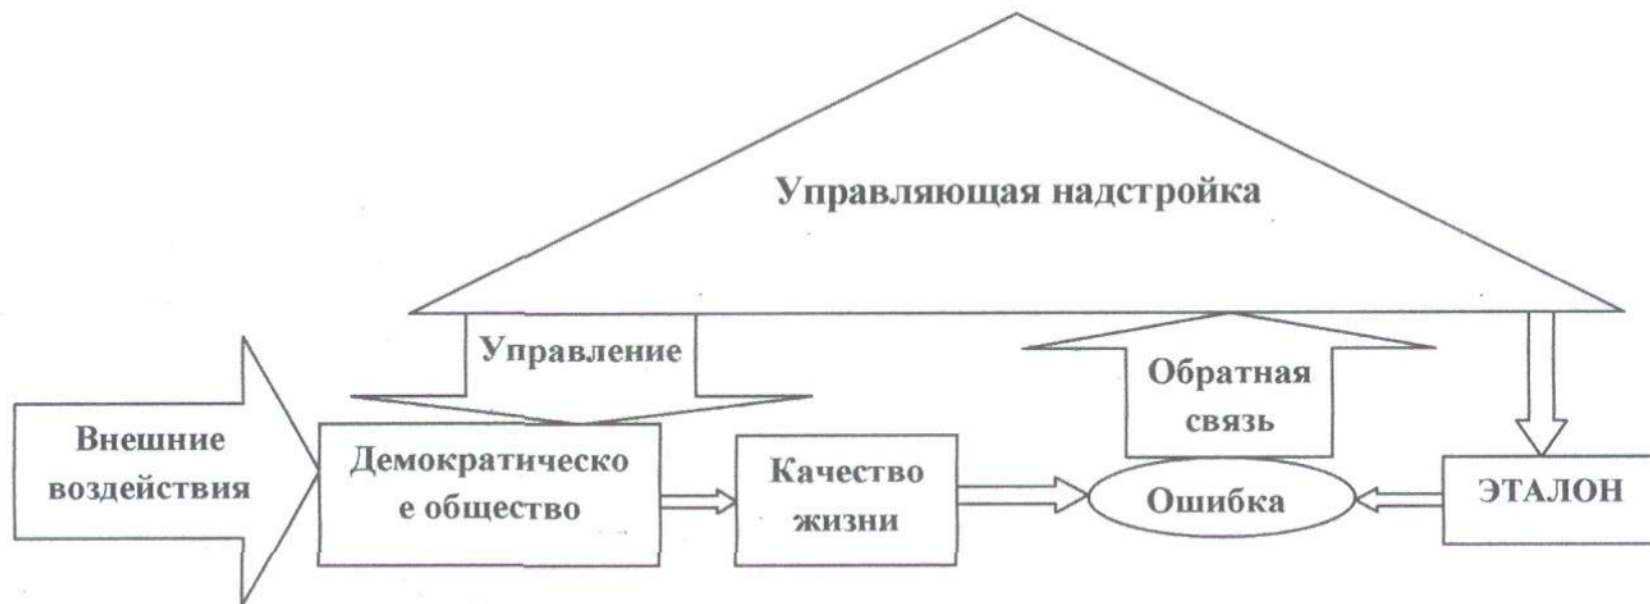 Управляющая надстройка
Управление
Обратная
связь
Внешние
воздействия
Демократическо
е общество
Качество
жизни
Ошибка
ЭТАЛОН